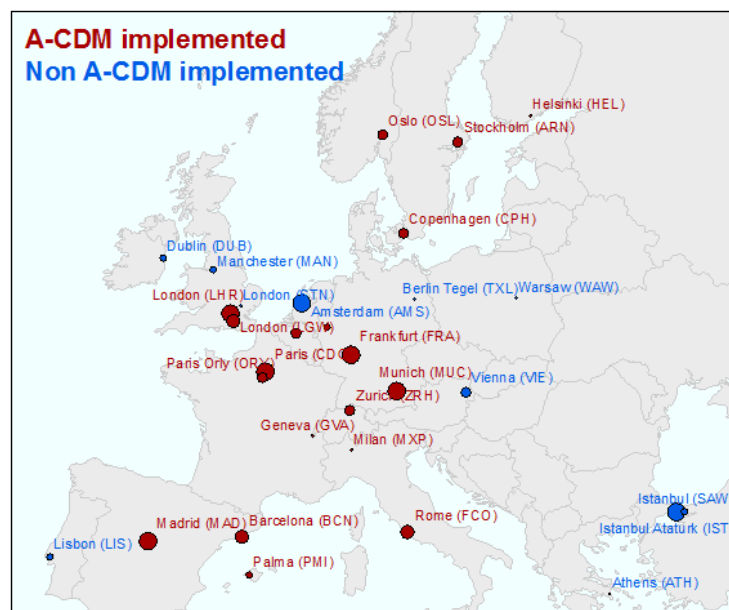 A-CDM implemented
Non A-CDM implemented
Helsinki (HEL)
Oslo (OSL)
Stockholm (ARN)
Copenhagen (CPH)
Dublin (DUB)
Manchester (MAN)
London (LHR)
London (STN)
Amsterdam (AMS)
Berlin Tegel (TXL)
Warsaw (WAW)
London (LGW)
Frankfurt (FRA)
Paris Orly (ORY)
Paris (CDG
Munich (MUC)
Vienna (VIE)
Zurich (ZRH)
Geneva (GVA)
Milan (MXP)
Istanbul (SAW
Istanbul Atatürk (IST
Madrid (MAD)
Barcelona (BCN)
Rome (FCO)
Lisbon (LIS)
Palma (PMI)
Athens (ATH)